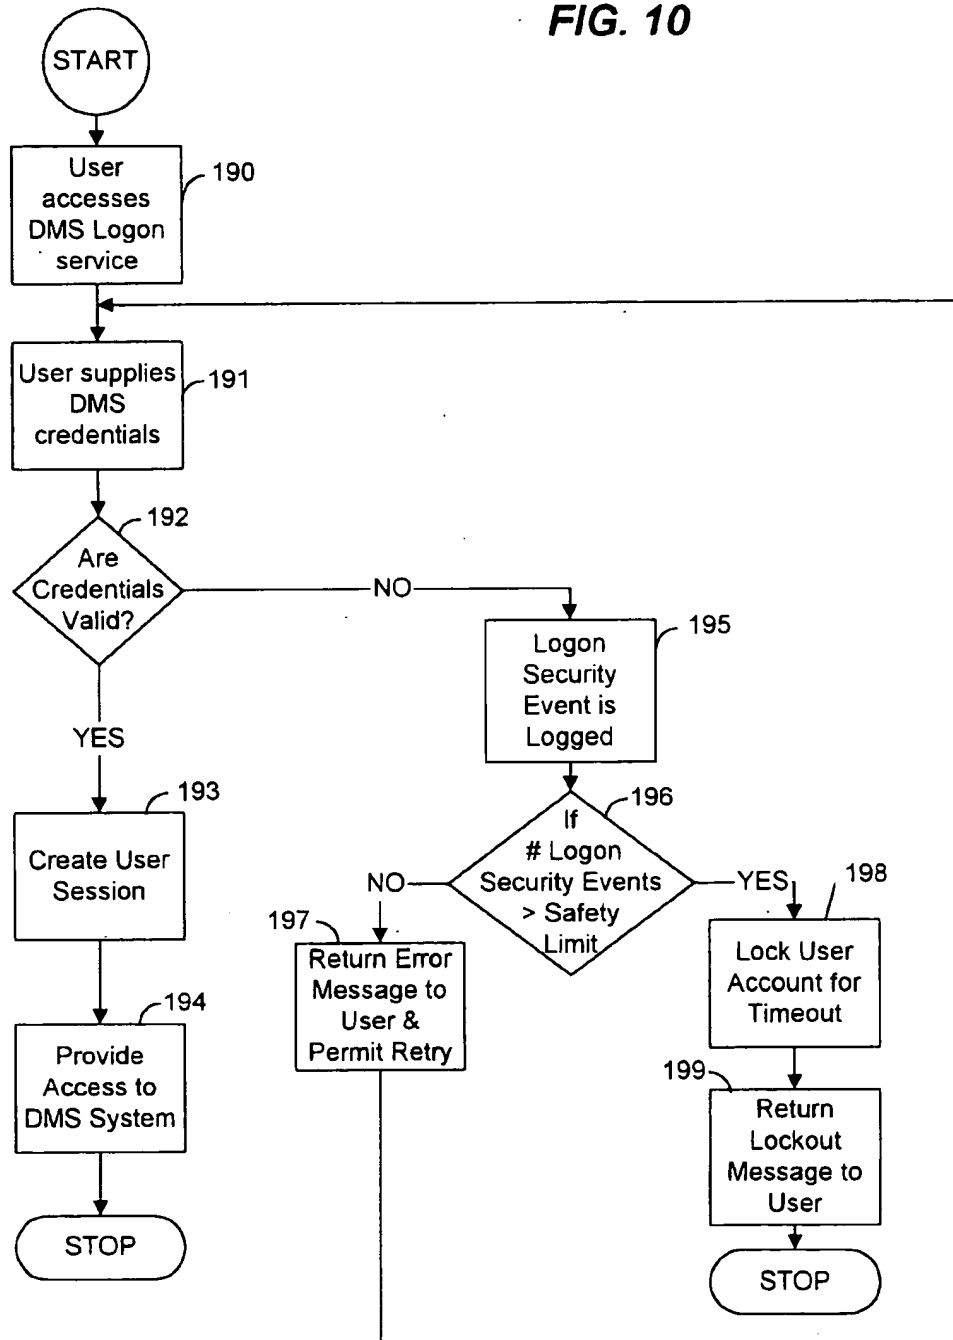 FIG. 10
START
User
accesses
DMS Logon
service
190
User supplies
DMS
credentials
191
192
Are
Credentials
Valid?
NO
YES
195
Logon
Security
Event is
Logged
193
Create User
Session
196
If
# Logon
Security Events
> Safety
Limit
NO
YES
197
Return Error
Message to
User &
Permit Retry
198
Lock User
Account for
Timeout
194
Provide
Access to
DMS System
199
Return
Lockout
Message to
User
STOP
STOP